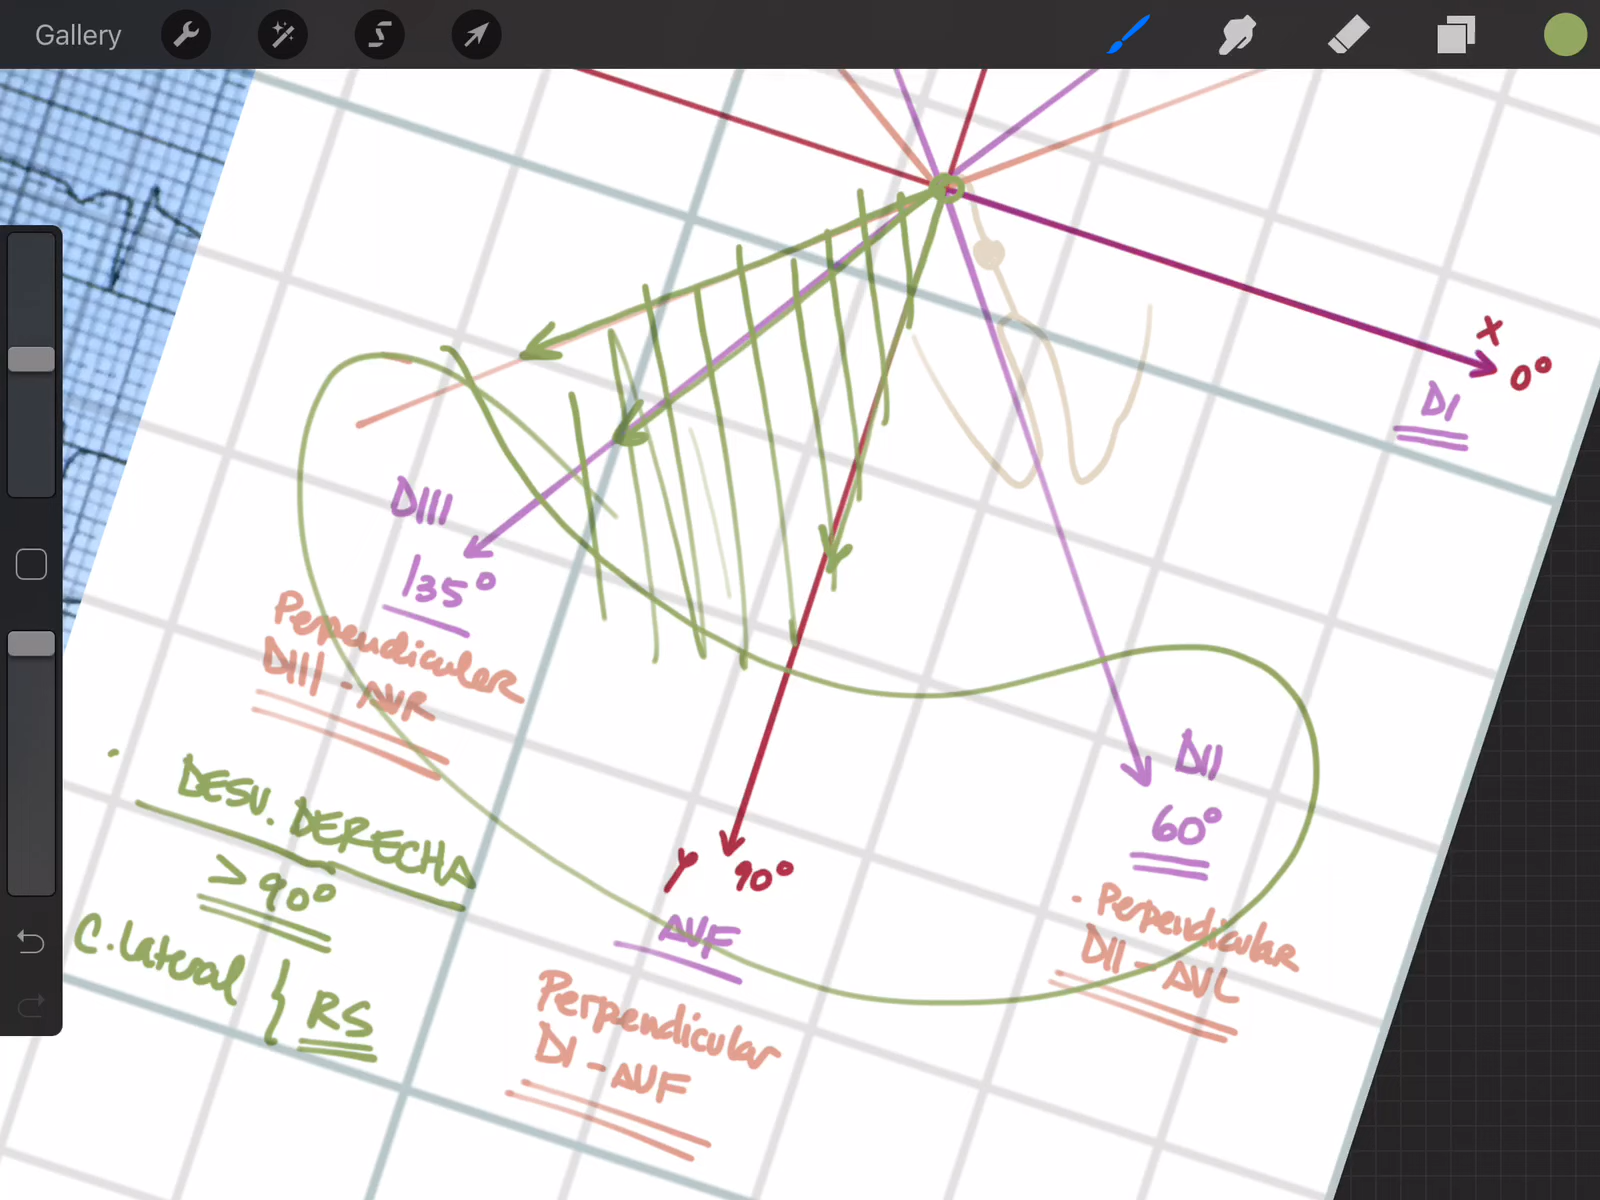 Gallery
X
0°
DI
DIII
135°
Perpendicular
DIII - AVR
DII
60°
DESV. DERECHA
> 90°
Y 90°
AVF
- Perpendicular
DII - AVL
C. lateral { RS
Perpendicular
DI - AVF